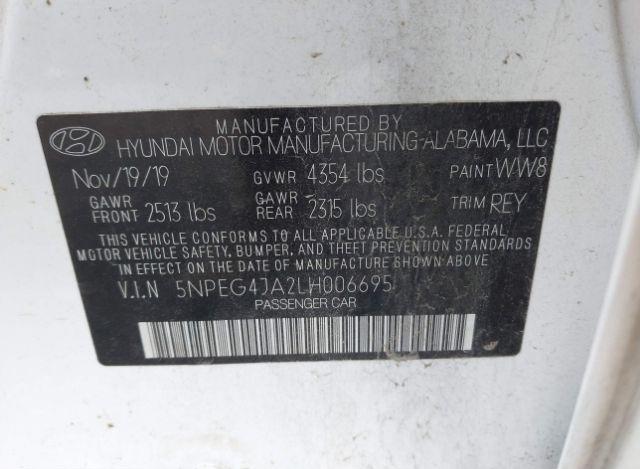 MANUFACTURED BY
HYUNDAI MOTOR MANUFACTURING ALABAMA, LLC
Nov/19/19 GVWR 4354 lbs PAINT WW8
GAWR FRONT 2513 lbs GAWR REAR 2315 lbs TRIM REY
THIS VEHICLE CONFORMS TO ALL APPLICABLE U.S.A. FEDERAL
MOTOR VEHICLE SAFETY, BUMPER, AND THEFT PREVENTION STANDARDS
IN EFFECT ON THE DATE OF MANUFACTURE SHOWN ABOVE.
V.I.N 5NPEG4JA2LH006695
PASSENGER CAR